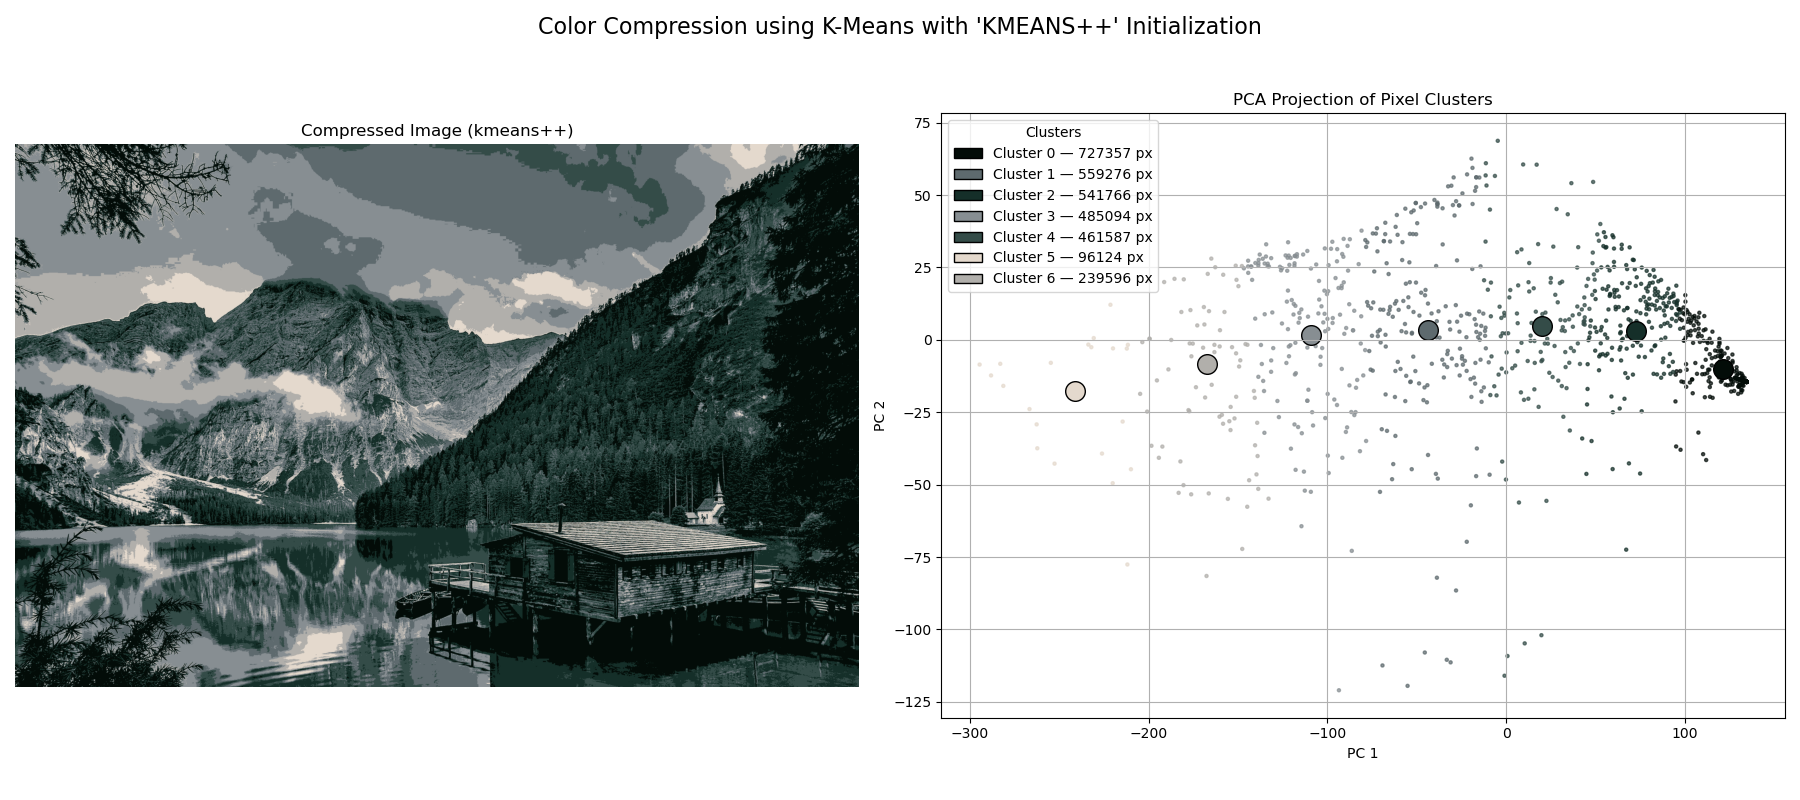 Color Compression using K-Means with 'KMEANS++' Initialization
Compressed Image (kmeans++)
PCA Projection of Pixel Clusters
Clusters
Cluster 0 — 727357 px
Cluster 1 — 559276 px
Cluster 2 — 541766 px
Cluster 3 — 485094 px
Cluster 4 — 461587 px
Cluster 5 — 96124 px
Cluster 6 — 239596 px
75
50
25
0
−25
−50
−75
−100
−125
PC 2
−300 −200 −100 0 100
PC 1